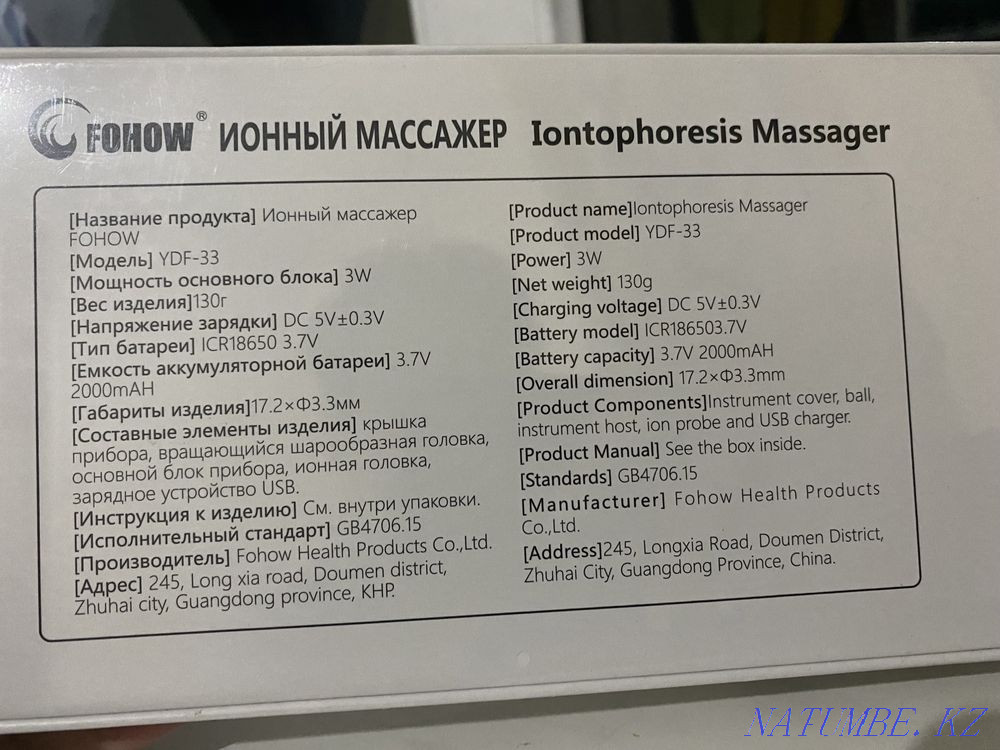 FOHOW® ИОННЫЙ МАССАЖЕР Iontophoresis Massager
[Название продукта] Ионный массажер
FOHOW
[Модель] YDF-33
[Мощность основного блока] 3W
[Вес изделия]130г
[Напряжение зарядки] DC 5V±0.3V
[Тип батареи] ICR18650 3.7V
[Емкость аккумуляторной батареи] 3.7V
2000mAH
[Габариты изделия]17.2×Φ3.3мм
[Составные элементы изделия] крышка
прибора, вращающийся шарообразная головка,
основной блок прибора, ионная головка,
зарядное устройство USB.
[Инструкция к изделию] См. внутри упаковки.
[Исполнительный стандарт] GB4706.15
[Производитель] Fohow Health Products Co.,Ltd.
[Адрес] 245, Long xia road, Doumen district,
Zhuhai city, Guangdong province, КНР.
[Product name]Iontophoresis Massager
[Product model] YDF-33
[Power] 3W
[Net weight] 130g
[Charging voltage] DC 5V±0.3V
[Battery model] ICR186503.7V
[Battery capacity] 3.7V 2000mAH
[Overall dimension] 17.2×Φ3.3mm
[Product Components]Instrument cover, ball,
instrument host, ion probe and USB charger.
[Product Manual] See the box inside.
[Standards] GB4706.15
[Manufacturer] Fohow Health Products
Co.,Ltd.
[Address]245, Longxia Road, Doumen District,
Zhuhai City, Guangdong Province, China.
NATUMBE.KZ